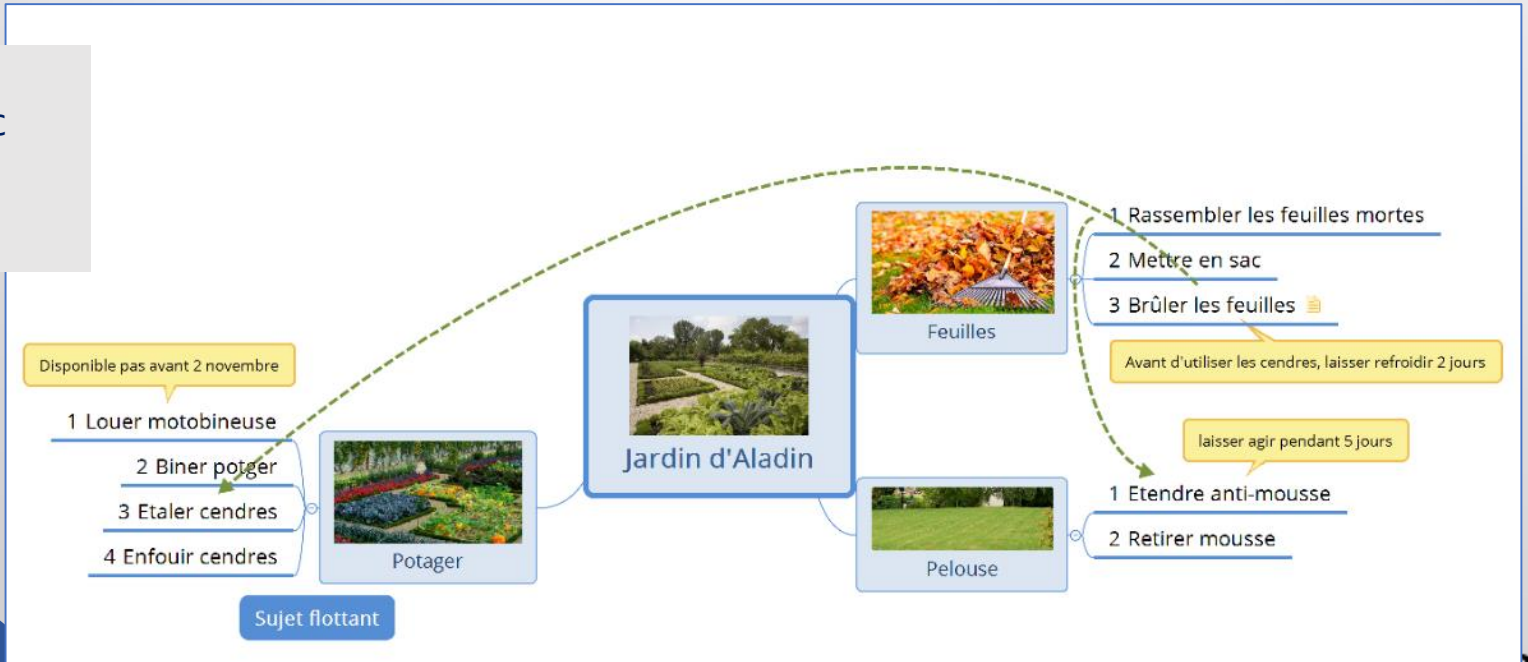 Feuilles
1 Rassembler les feuilles mortes
2 Mettre en sac
3 Brûler les feuilles
Avant d'utiliser les cendres, laisser refroidir 2 jours
Jardin d'Aladin
Disponible pas avant 2 novembre
1 Louer motobineuse
2 Biner potger
3 Etaler cendres
4 Enfouir cendres
Potager
Sujet flottant
laisser agir pendant 5 jours
1 Etendre anti-mousse
2 Retirer mousse
Pelouse